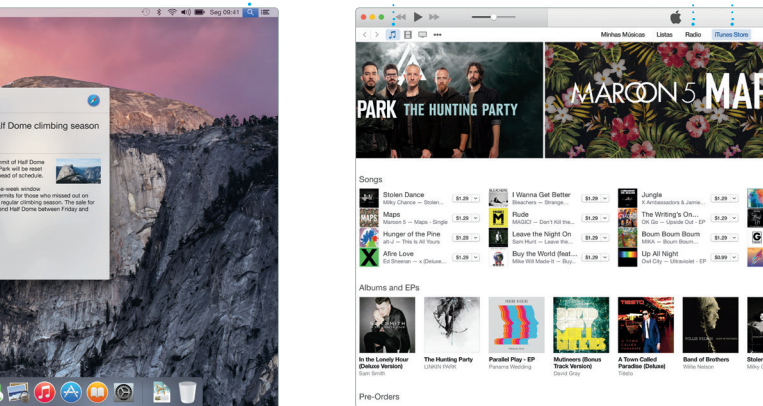 Seg 09:41
lf Dome climbing season
mit of Half Dome
Park will be reset
ead of schedule.
e-week window
ermits for those who missed out on
regular climbing season. The sale for
end Half Dome between Friday and
Minhas Músicas Listas Radio iTunes Store
PARK THE HUNTING PARTY
MAROON 5 MAP
Songs
Stolen Dance
Milky Chance — Stolen...
$1.29
I Wanna Get Better
Bleachers — Strange...
$1.29
Jungle
X Ambassadors & Jamie...
$1.29
MAPS
Maps
Maroon 5 — Maps - Single
$1.29
Rude
MAGIC! — Don't Kill the...
$1.29
The Writing's On...
OK Go — Upside Out - EP
$1.29
Hunger of the Pine
alt-J — This Is All Yours
$1.29
Leave the Night On
Sam Hunt — Leave the...
$1.29
Boum Boum Boum
MIKA — Boum Boum...
$1.29
Afire Love
Ed Sheeran — x (Deluxe...
$1.29
Buy the World (feat...
Mike Will Made-It — Buy...
$1.29
Up All Night
Owl City — Ultraviolet - EP
$0.99
Albums and EPs
TIËSTO
In the Lonely Hour
(Deluxe Version)
Sam Smith
The Hunting Party
LINKIN PARK
Parallel Play - EP
Panama Wedding
Mutineers (Bonus
Track Version)
David Gray
A Town Called
Paradise (Deluxe)
Tiësto
Band of Brothers
Willie Nelson
Stolen
Milky C
Pre-Orders